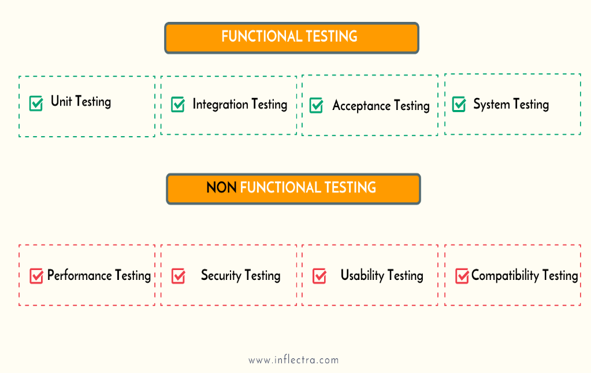 FUNCTIONAL TESTING
Unit Testing
Integration Testing
Acceptance Testing
System Testing
NON FUNCTIONAL TESTING
Performance Testing
Security Testing
Usability Testing
Compatibility Testing
www.inflectra.com